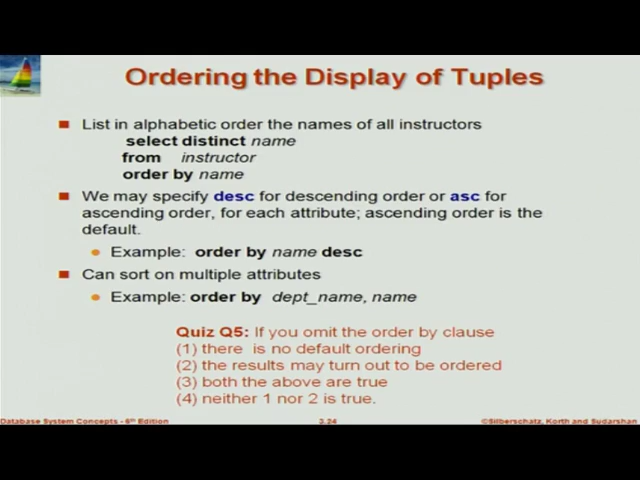 Ordering the Display of Tuples
List in alphabetic order the names of all instructors
select distinct name
from instructor
order by name
We may specify desc for descending order or asc for
ascending order, for each attribute; ascending order is the
default.
Example: order by name desc
Can sort on multiple attributes
Example: order by dept_name, name
Quiz Q5: If you omit the order by clause
(1) there is no default ordering
(2) the results may turn out to be ordered
(3) both the above are true
(4) neither 1 nor 2 is true.
Database System Concepts - 6th Edition 3.24 ©Silberschatz, Korth and Sudarshan